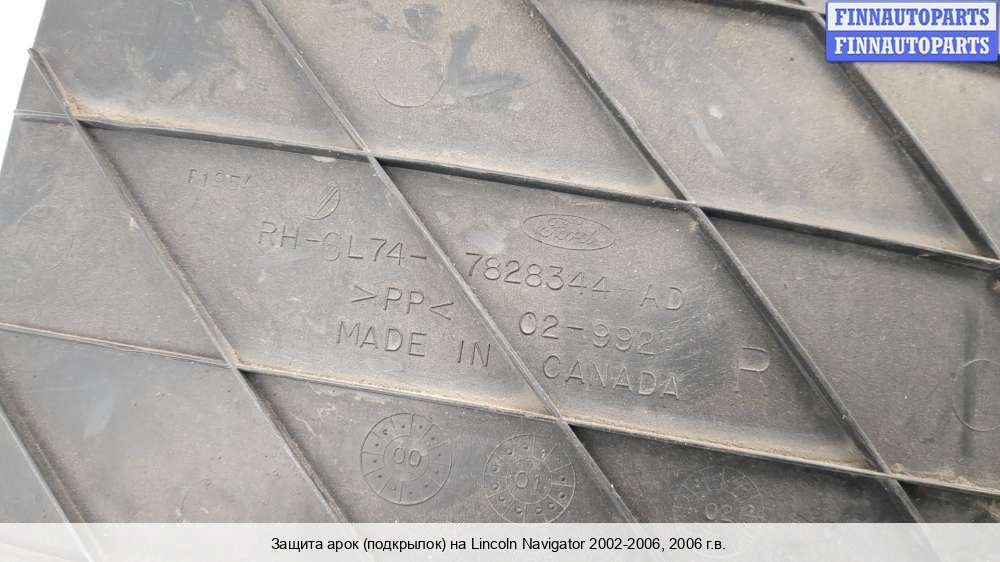 FINNAUTOPARTS
FINNAUTOPARTS
Ford
RH-CL74- 7828344-AD
>PP< 02-992
MADE IN CANADA R
00
01
Защита арок (подкрылок) на Lincoln Navigator 2002-2006, 2006 г.в.